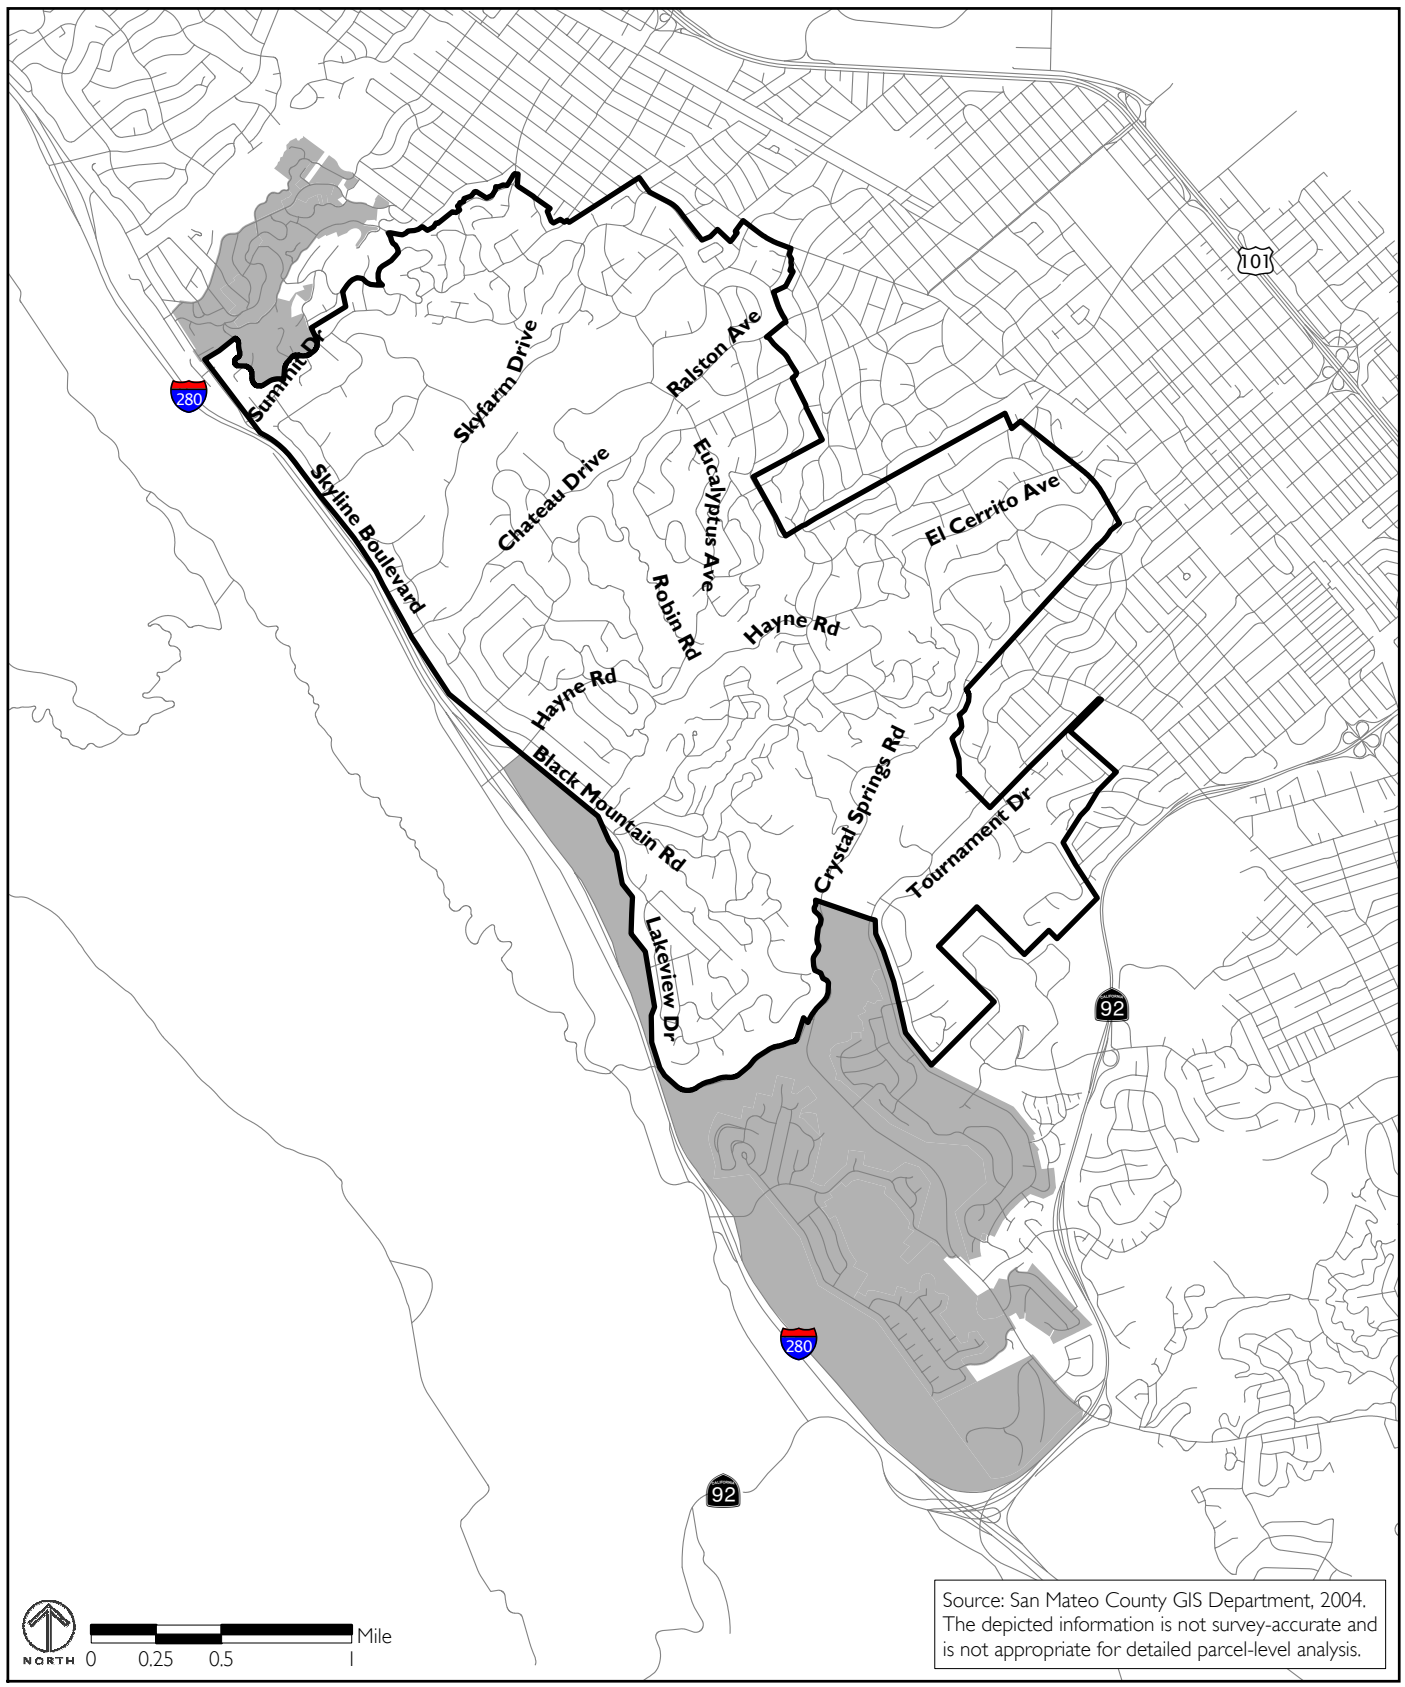 101
Summit Dr
280
Skyfarm Drive
Ralston Ave
Skyline Boulevard
Chateau Drive
Eucalyptus Ave
El Cerrito Ave
Robin Rd
Hayne Rd
Hayne Rd
Black Mountain Rd
Crystal Springs Rd
Tournament Dr
Lakeview Dr
CALIFORNIA
92
280
CALIFORNIA
92
Source: San Mateo County GIS Department, 2004.
The depicted information is not survey-accurate and
is not appropriate for detailed parcel-level analysis.
NORTH
0 0.25 0.5 1 Mile